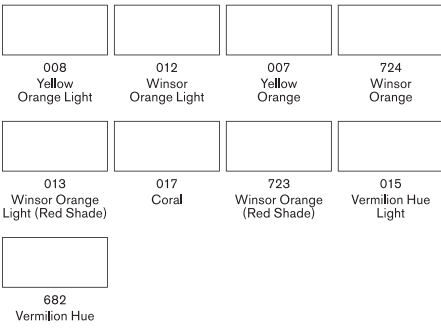 008
Yellow
Orange Light
012
Winsor
Orange Light
007
Yellow
Orange
724
Winsor
Orange
013
Winsor Orange
Light (Red Shade)
017
Coral
723
Winsor Orange
(Red Shade)
015
Vermilion Hue
Light
682
Vermilion Hue